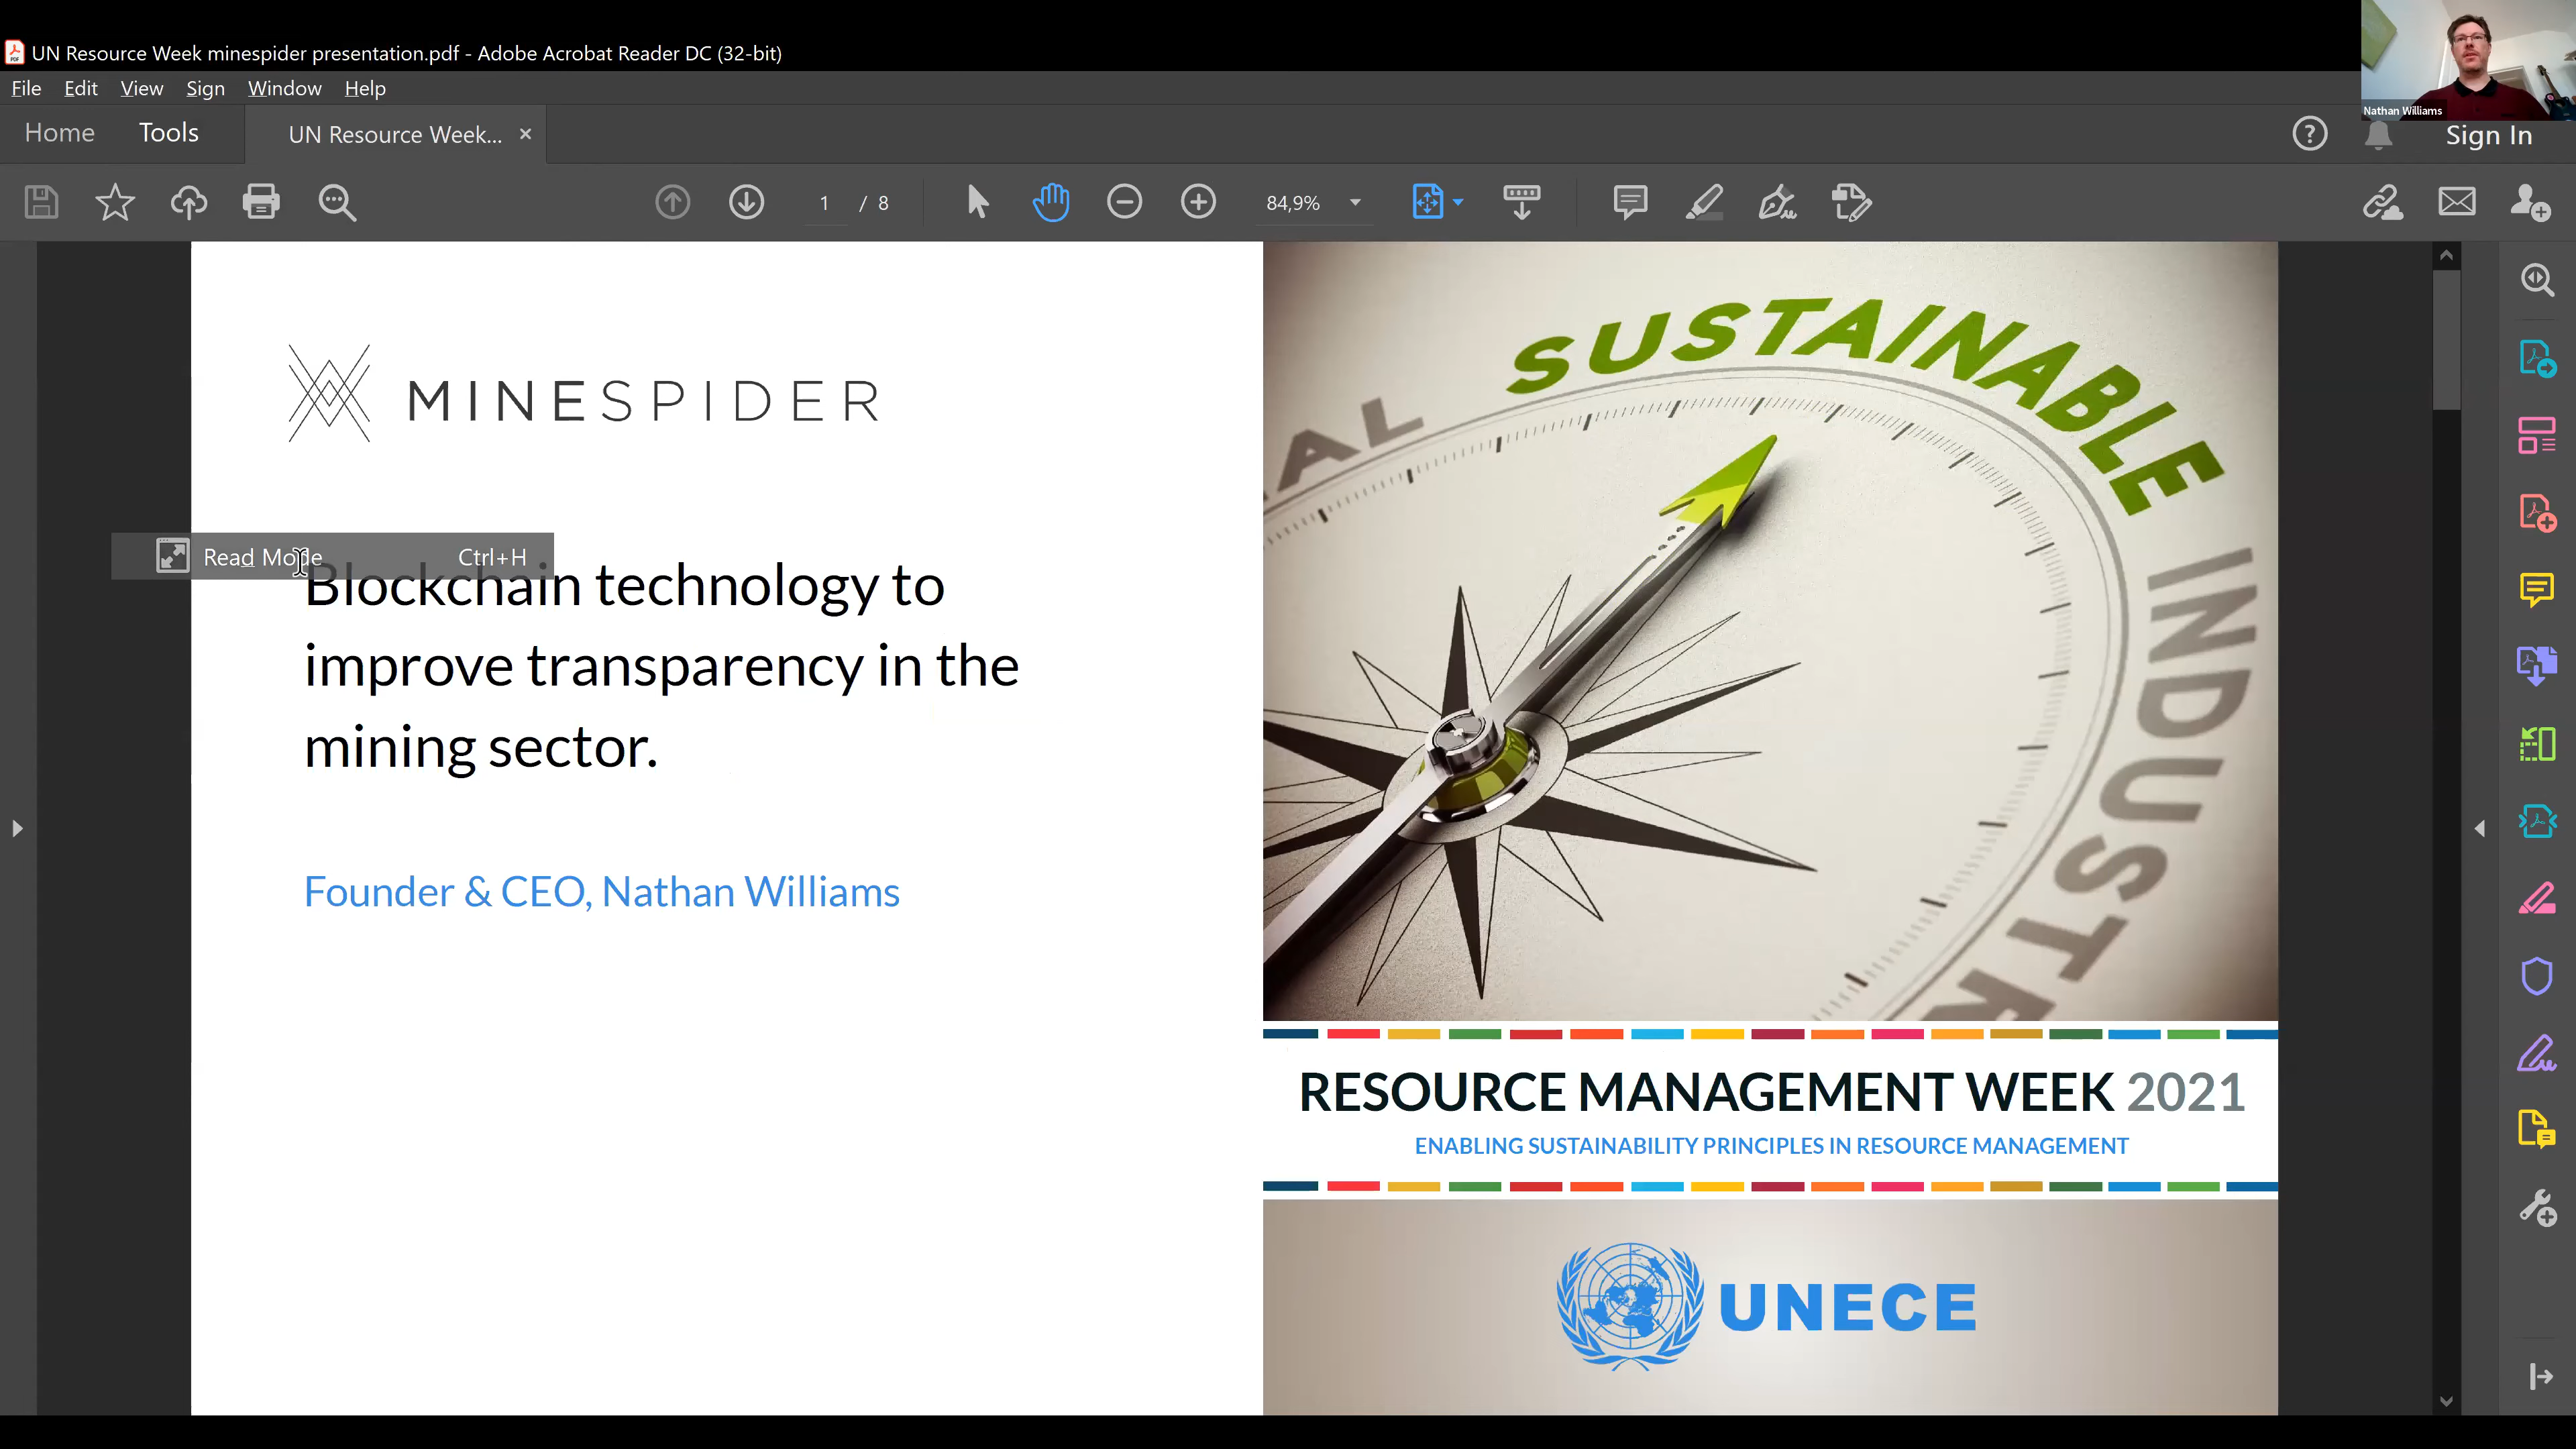 UN Resource Week minespider presentation.pdf - Adobe Acrobat Reader DC (32-bit)
Nathan Williams
File Edit View Sign Window Help
Home Tools UN Resource Week... × ? Sign In
1 / 8 84,9%
MINESPIDER
Read Mode Ctrl+H
Blockchain technology to
improve transparency in the
mining sector.
Founder & CEO, Nathan Williams
AL SUSTAINABLE INDUSTR
RESOURCE MANAGEMENT WEEK 2021
ENABLING SUSTAINABILITY PRINCIPLES IN RESOURCE MANAGEMENT
UNECE